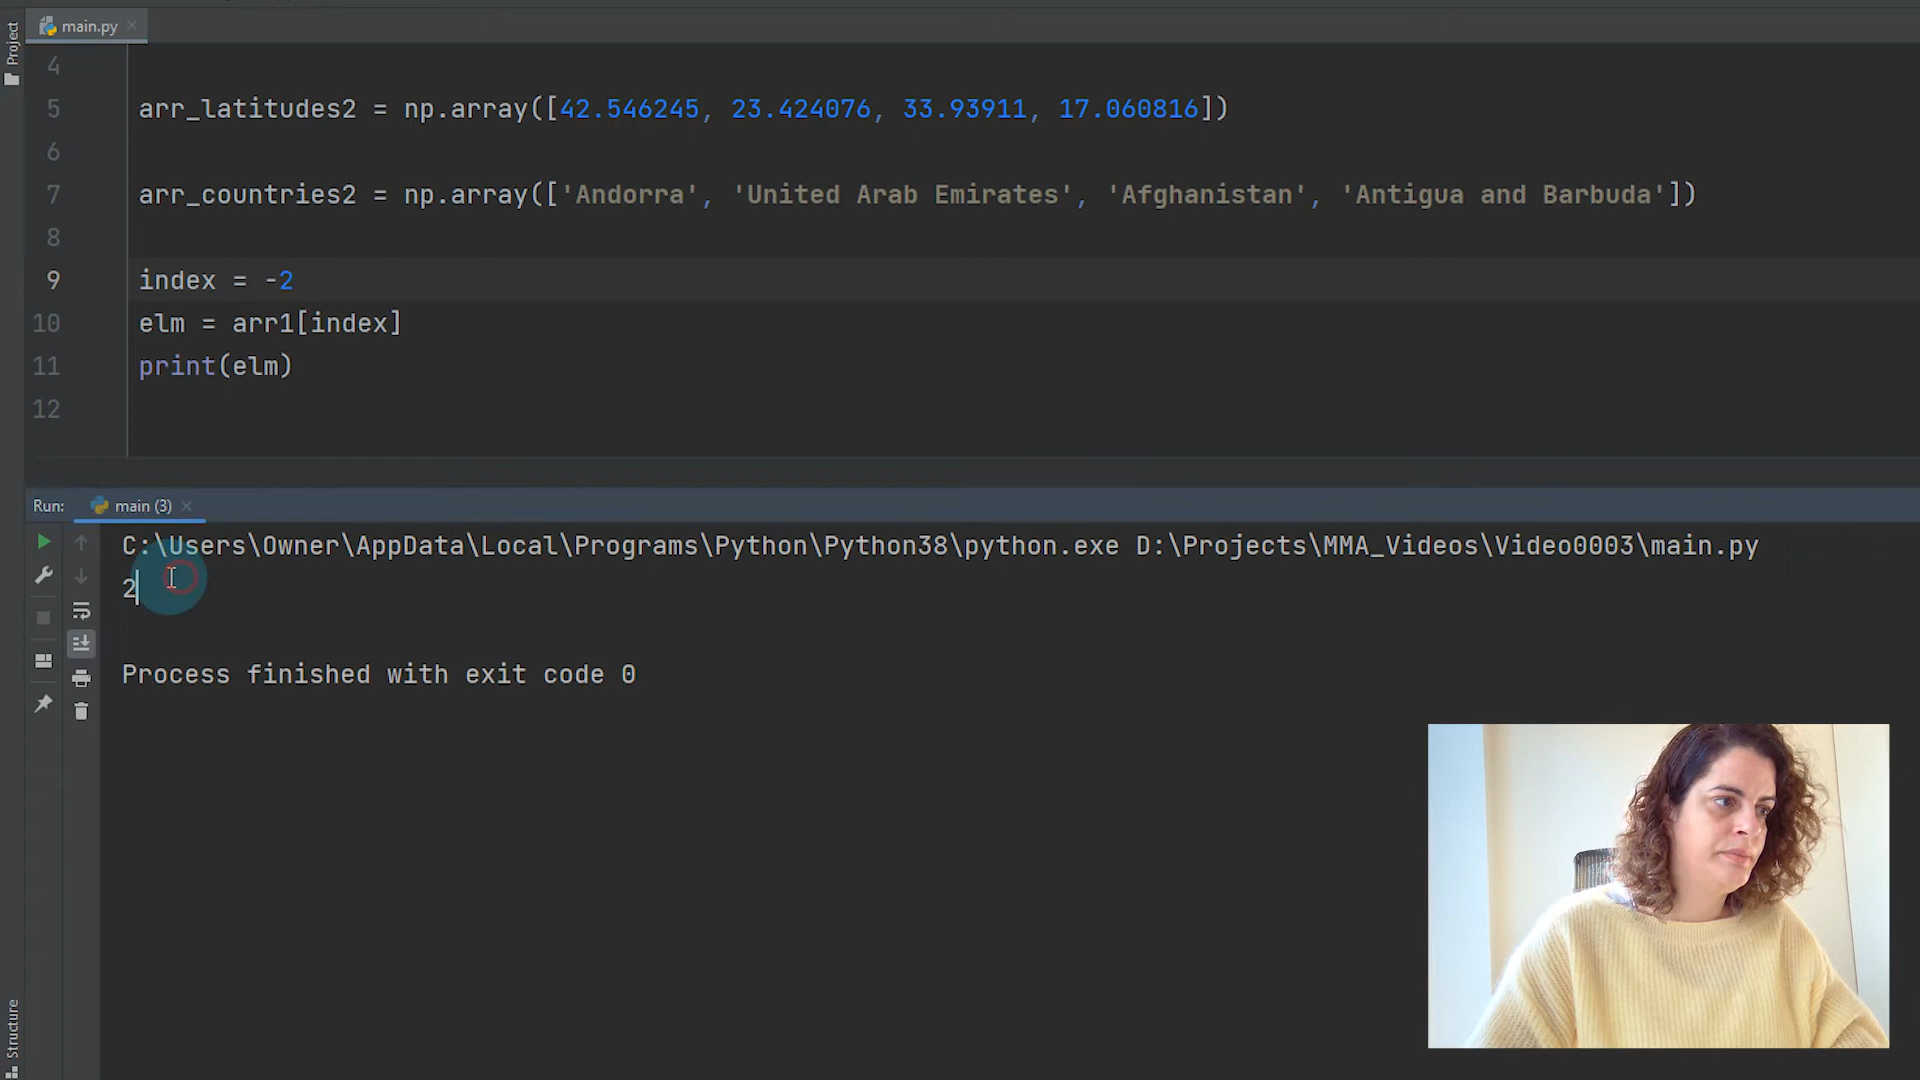 Project
main.py
4
5 arr_latitudes2 = np.array([42.546245, 23.424076, 33.93911, 17.060816])
6
7 arr_countries2 = np.array(['Andorra', 'United Arab Emirates', 'Afghanistan', 'Antigua and Barbuda'])
8
9 index = -2
10 elm = arr1[index]
11 print(elm)
12
Run: main (3)
C:\Users\Owner\AppData\Local\Programs\Python\Python38\python.exe D:\Projects\MMA_Videos\Video0003\main.py
2
Process finished with exit code 0
Structure